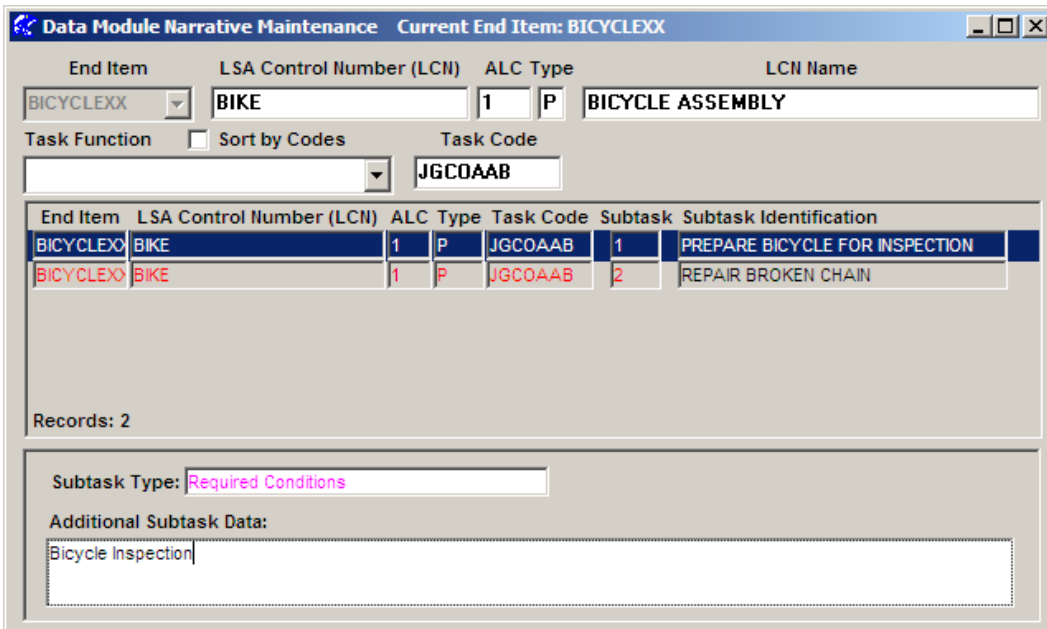 Data Module Narrative Maintenance Current End Item: BICYCLEXX
End Item LSA Control Number (LCN) ALC Type LCN Name
BICYCLEXX BIKE 1 P BICYCLE ASSEMBLY
Task Function Sort by Codes Task Code
JGCOAAB
End Item LSA Control Number (LCN) ALC Type Task Code Subtask Subtask Identification
BICYCLEXX BIKE 1 P JGCOAAB 1 PREPARE BICYCLE FOR INSPECTION
BICYCLEXX BIKE 1 P JGCOAAB 2 REPAIR BROKEN CHAIN
Records: 2
Subtask Type: Required Conditions
Additional Subtask Data:
Bicycle Inspection